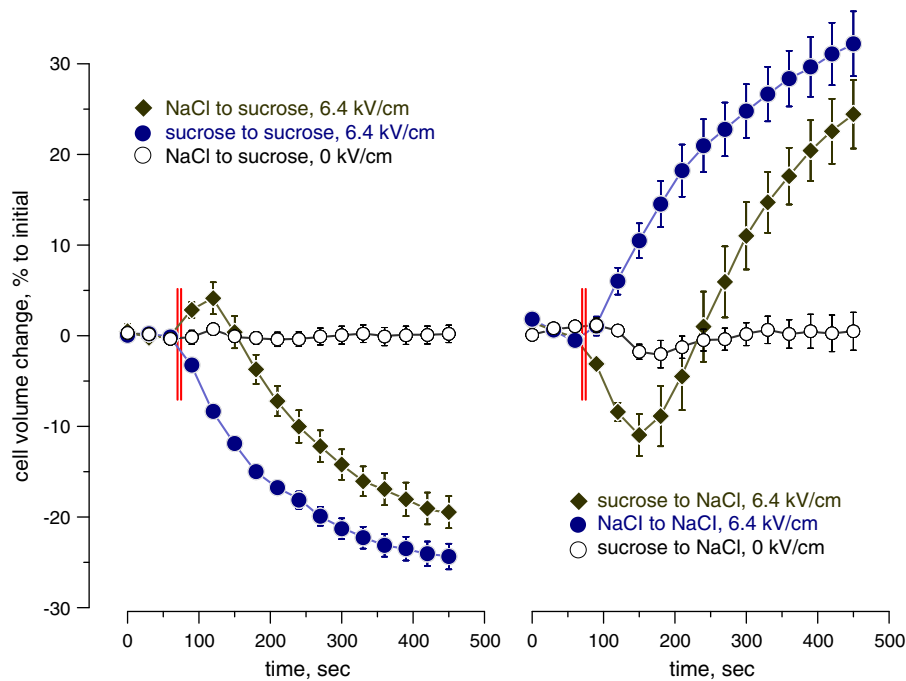 cell volume change, % to initial
30
20
10
0
-10
-20
-30
NaCl to sucrose, 6.4 kV/cm
sucrose to sucrose, 6.4 kV/cm
NaCl to sucrose, 0 kV/cm
0 100 200 300 400 500
time, sec
sucrose to NaCl, 6.4 kV/cm
NaCl to NaCl, 6.4 kV/cm
sucrose to NaCl, 0 kV/cm
0 100 200 300 400 500
time, sec